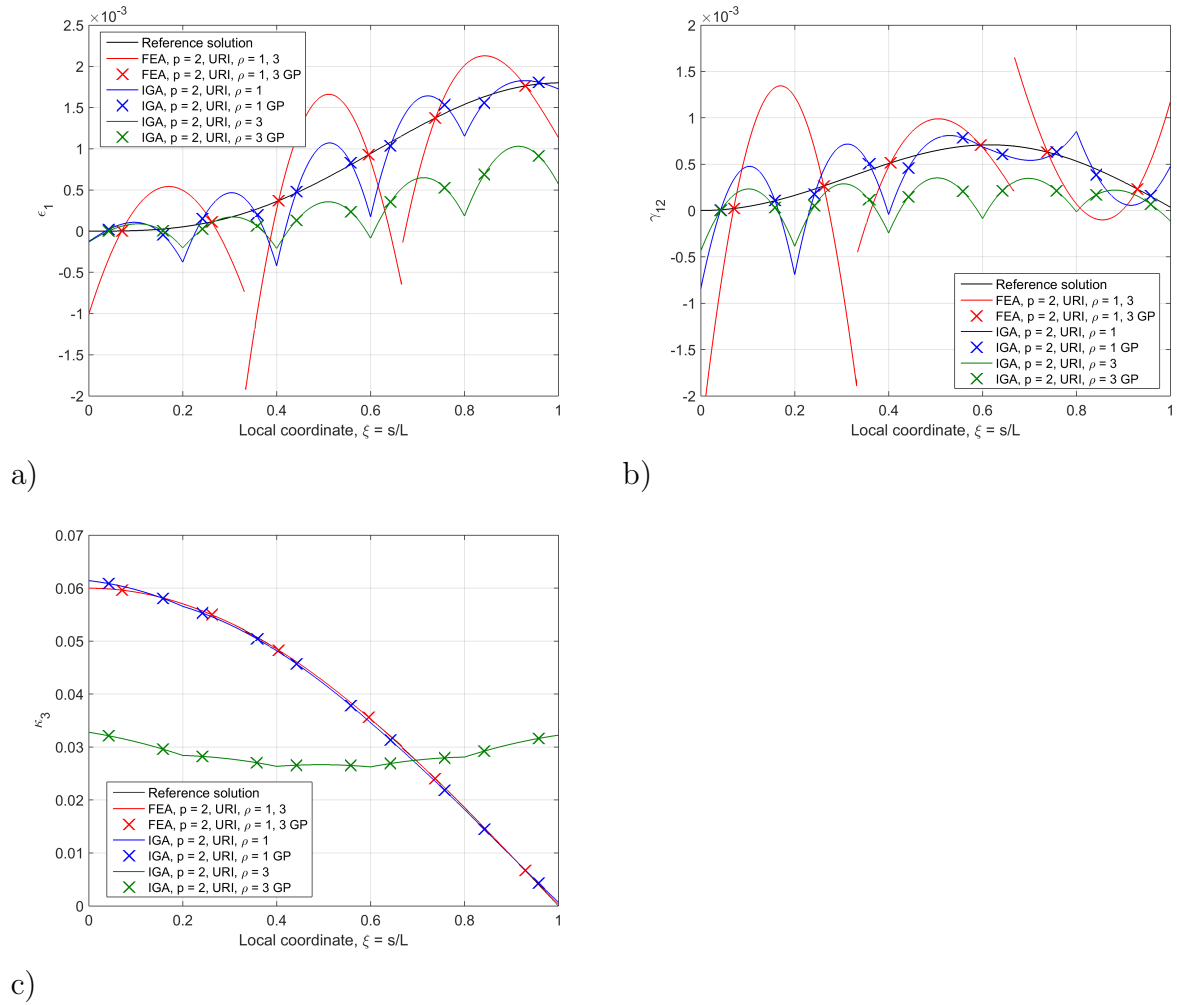 ×10⁻³
2.5
2
1.5
1
0.5
0
-0.5
-1
-1.5
-2
ϵ₁
Reference solution
FEA, p = 2, URI, ρ = 1, 3
FEA, p = 2, URI, ρ = 1, 3 GP
IGA, p = 2, URI, ρ = 1
IGA, p = 2, URI, ρ = 1 GP
IGA, p = 2, URI, ρ = 3
IGA, p = 2, URI, ρ = 3 GP
0 0.2 0.4 0.6 0.8 1
Local coordinate, ξ = s/L
a)
×10⁻³
2
1.5
1
0.5
0
-0.5
-1
-1.5
-2
γ₁₂
Reference solution
FEA, p = 2, URI, ρ = 1, 3
FEA, p = 2, URI, ρ = 1, 3 GP
IGA, p = 2, URI, ρ = 1
IGA, p = 2, URI, ρ = 1 GP
IGA, p = 2, URI, ρ = 3
IGA, p = 2, URI, ρ = 3 GP
0 0.2 0.4 0.6 0.8 1
Local coordinate, ξ = s/L
b)
0.07
0.06
0.05
0.04
0.03
0.02
0.01
0
κ₃
Reference solution
FEA, p = 2, URI, ρ = 1, 3
FEA, p = 2, URI, ρ = 1, 3 GP
IGA, p = 2, URI, ρ = 1
IGA, p = 2, URI, ρ = 1 GP
IGA, p = 2, URI, ρ = 3
IGA, p = 2, URI, ρ = 3 GP
0 0.2 0.4 0.6 0.8 1
Local coordinate, ξ = s/L
c)